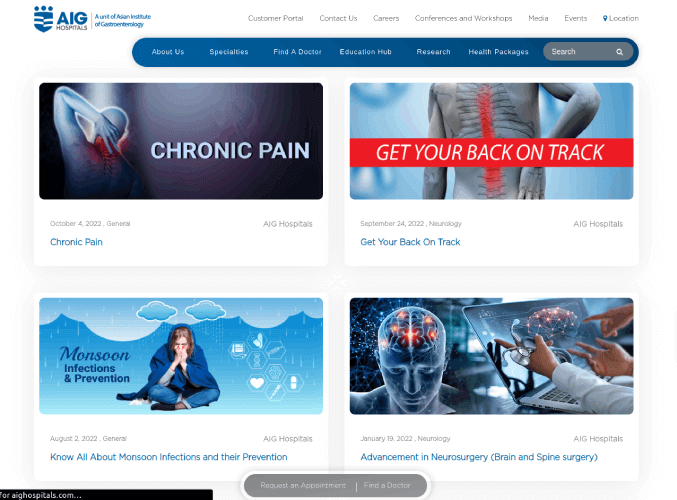 AIG
HOSPITALS
A unit of Asian Institute
of Gastroenterology
Customer Portal Contact Us Careers Conferences and Workshops Media Events Location
About Us Specialties Find A Doctor Education Hub Research Health Packages Search
CHRONIC PAIN
GET YOUR BACK ON TRACK
October 4, 2022 , General AIG Hospitals
September 24, 2022 , Neurology AIG Hospitals
Chronic Pain
Get Your Back On Track
Monsoon
Infections
& Prevention
August 2, 2022 , General AIG Hospitals
January 19, 2022 , Neurology AIG Hospitals
Know All About Monsoon Infections and their Prevention
Advancement in Neurosurgery (Brain and Spine surgery)
Request an Appointment | Find a Doctor
for aighospitals.com...